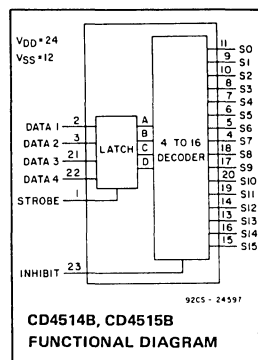 VDD = 24
VSS = 12
DATA 1 2
DATA 2 3
DATA 3 21
DATA 4 22
STROBE 1
INHIBIT 23
LATCH
A
B
C
D
4 TO 16
DECODER
11 S0
9 S1
10 S2
8 S3
7 S4
6 S5
5 S6
4 S7
18 S8
17 S9
20 S10
19 S11
14 S12
13 S13
16 S14
15 S15
92CS-24597
CD4514B, CD4515B
FUNCTIONAL DIAGRAM